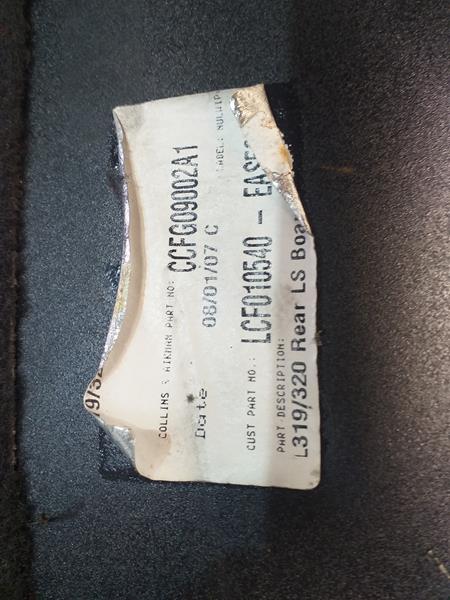 COLLINS & AIKMAN PART NO: CCFG09002A1
Date 08/01/07 C
LABEL:
CUST PART NO.: LCF010540 - EAS
PART DESCRIPTION:
L319/320 Rear LS Boa